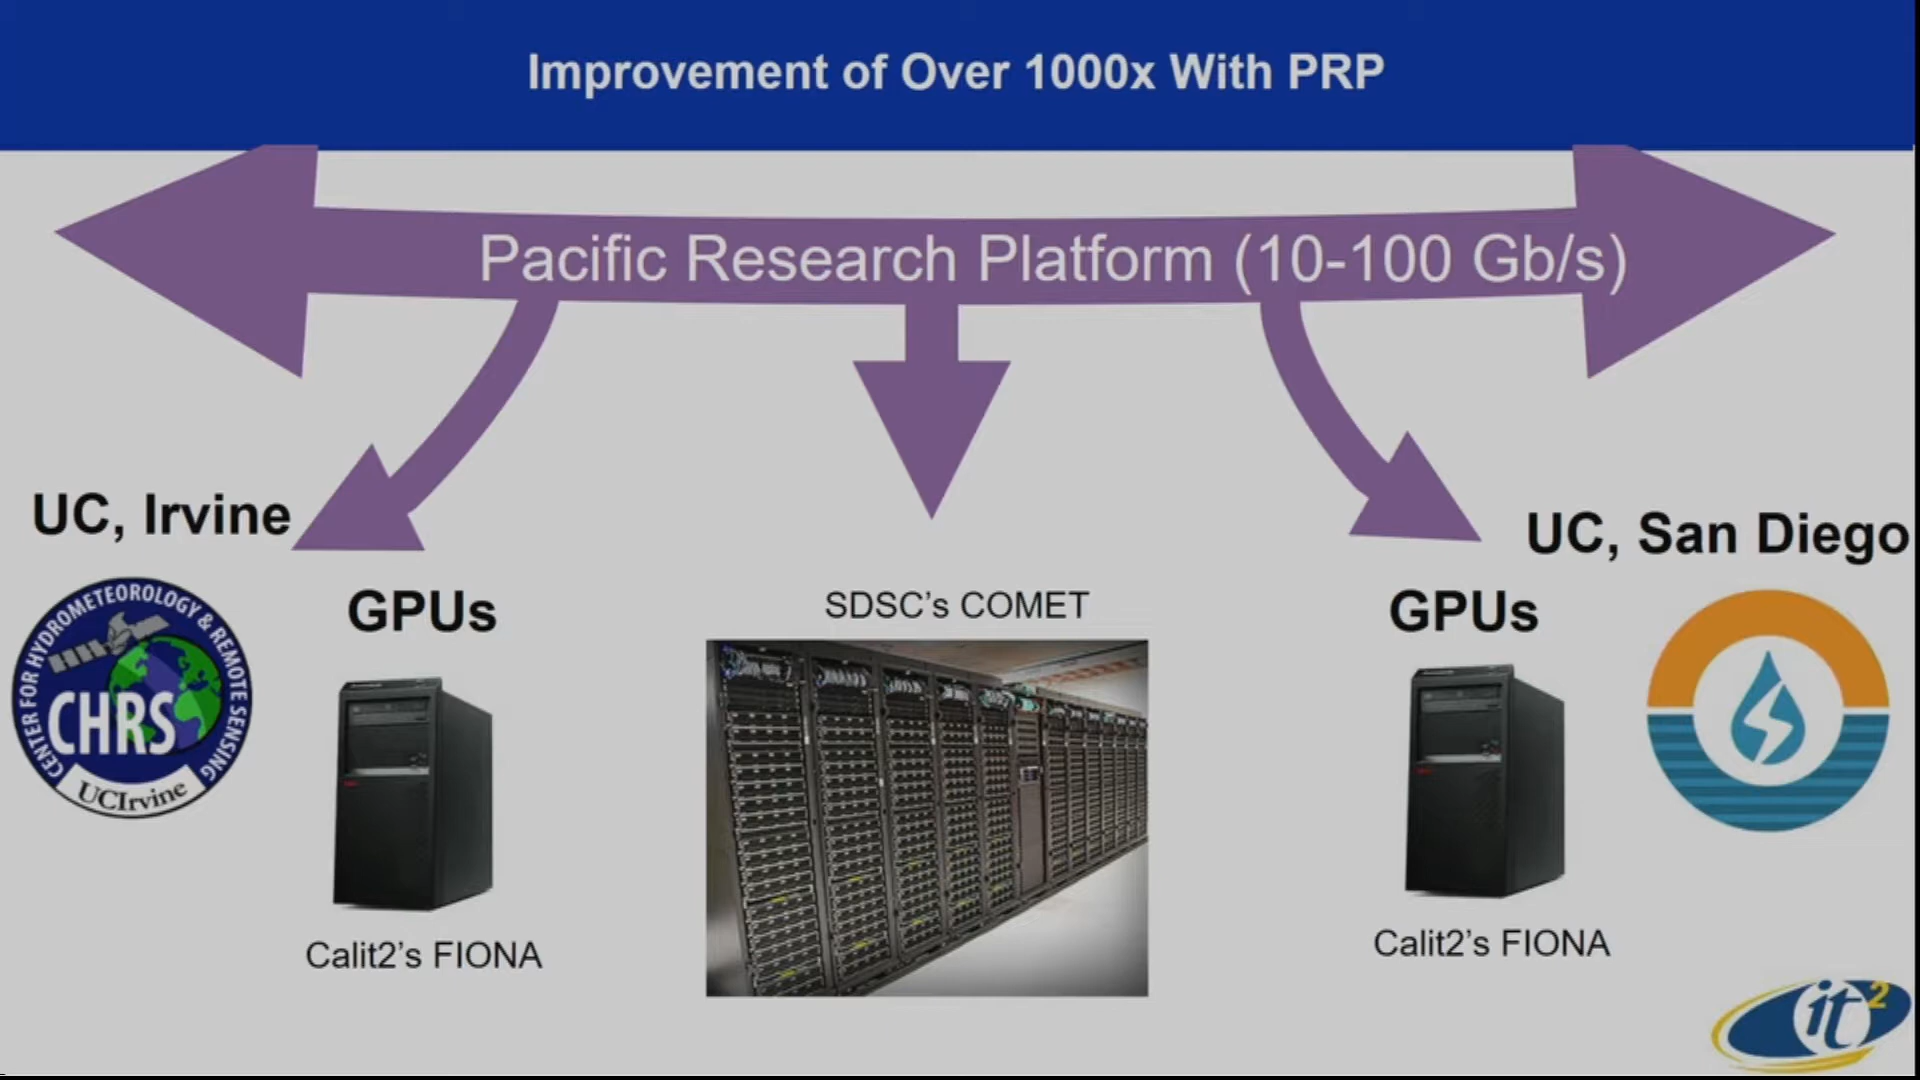 Improvement of Over 1000x With PRP
Pacific Research Platform (10-100 Gb/s)
UC, Irvine
UC, San Diego
GPUs
SDSC's COMET
GPUs
CENTER FOR HYDROMETEOROLOGY & REMOTE SENSING
CHRS
UCIrvine
Calit2's FIONA
Calit2's FIONA
it2